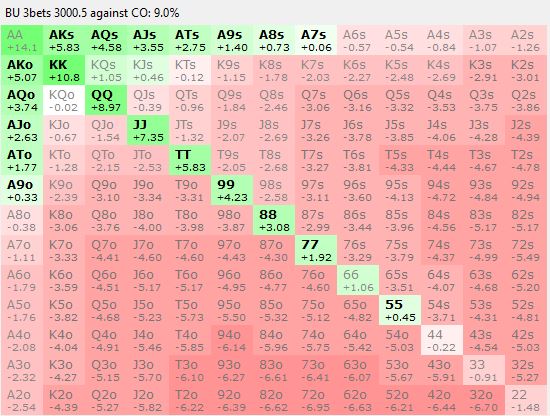 BU 3bets 3000.5 against CO: 9.0%
AA AKs AQs AJs ATs A9s A8s A7s A6s A5s A4s A3s A2s
+14.1 +5.83 +4.58 +3.55 +2.75 +1.40 +0.73 +0.06 -0.57 -0.54 -0.84 -1.07 -1.26
AKo KK KQs KJs KTs K9s K8s K7s K6s K5s K4s K3s K2s
+5.07 +10.8 +1.05 +0.46 -0.12 -1.15 -1.78 -2.03 -2.27 -2.48 -2.69 -2.91 -3.01
AQo KQo QQ QJs QTs Q9s Q8s Q7s Q6s Q5s Q4s Q3s Q2s
+3.74 -0.02 +8.97 -0.39 -0.96 -1.84 -2.46 -3.06 -3.16 -3.32 -3.53 -3.75 -3.86
AJo KJo QJo JJ JTs J9s J8s J7s J6s J5s J4s J3s J2s
+2.63 -0.67 -1.54 +7.35 -1.32 -2.07 -2.69 -3.26 -3.78 -3.85 -4.06 -4.28 -4.39
ATo KTo QTo JTo TT T9s T8s T7s T6s T5s T4s T3s T2s
+1.77 -1.28 -2.15 -2.53 +5.83 -2.05 -2.68 -3.27 -3.81 -4.33 -4.44 -4.67 -4.78
A9o K9o Q9o J9o T9o 99 98s 97s 96s 95s 94s 93s 92s
+0.33 -2.39 -3.10 -3.34 -3.31 +4.23 -2.58 -3.11 -3.60 -4.13 -4.72 -4.84 -4.94
A8o K8o Q8o J8o T8o 98o 88 87s 86s 85s 84s 83s 82s
-0.38 -3.06 -3.76 -4.00 -3.98 -3.87 +3.08 -2.99 -3.44 -3.96 -4.56 -5.17 -5.17
A7o K7o Q7o J7o T7o 97o 87o 77 76s 75s 74s 73s 72s
-1.11 -3.33 -4.41 -4.60 -4.60 -4.43 -4.30 +1.92 -3.29 -3.79 -4.37 -4.99 -5.49
A6o K6o Q6o J6o T6o 96o 86o 76o 66 65s 64s 63s 62s
-1.79 -3.59 -4.51 -5.17 -5.17 -4.95 -4.77 -4.60 +1.06 -3.51 -4.07 -4.68 -5.20
A5o K5o Q5o J5o T5o 95o 85o 75o 65o 55 54s 53s 52s
-1.76 -3.82 -4.68 -5.23 -5.73 -5.50 -5.32 -5.12 -4.82 +0.45 -3.71 -4.31 -4.81
A4o K4o Q4o J4o T4o 94o 84o 74o 64o 54o 44 43s 42s
-2.08 -4.04 -4.91 -5.46 -5.85 -6.14 -5.96 -5.75 -5.42 -5.03 -0.22 -4.54 -5.03
A3o K3o Q3o J3o T3o 93o 83o 73o 63o 53o 43o 33 32s
-2.32 -4.27 -5.15 -5.70 -6.10 -6.27 -6.61 -6.41 -6.07 -5.67 -5.91 -0.91 -5.27
A2o K2o Q2o J2o T2o 92o 82o 72o 62o 52o 42o 32o 22
-2.54 -4.39 -5.27 -5.82 -6.22 -6.39 -6.62 -6.95 -6.63 -6.21 -6.44 -6.70 -1.48